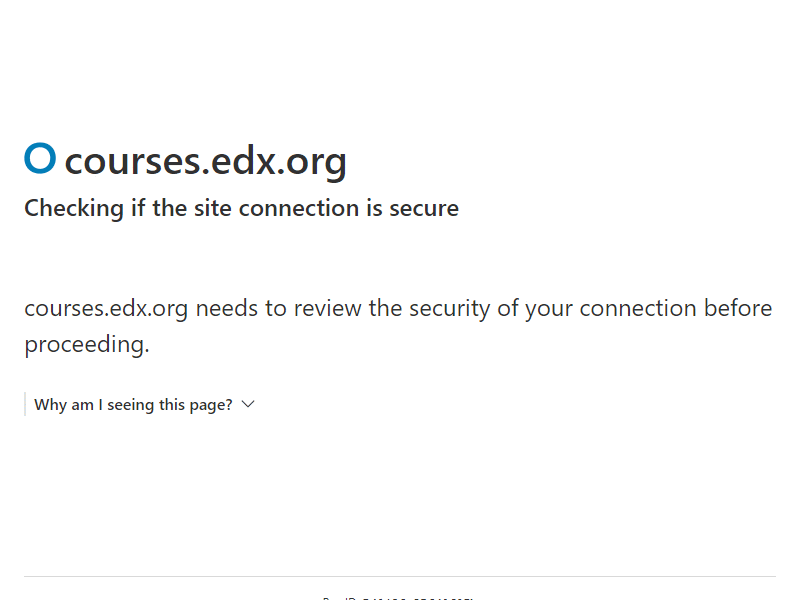 courses.edx.org
Checking if the site connection is secure
courses.edx.org needs to review the security of your connection before
proceeding.
Why am I seeing this page?